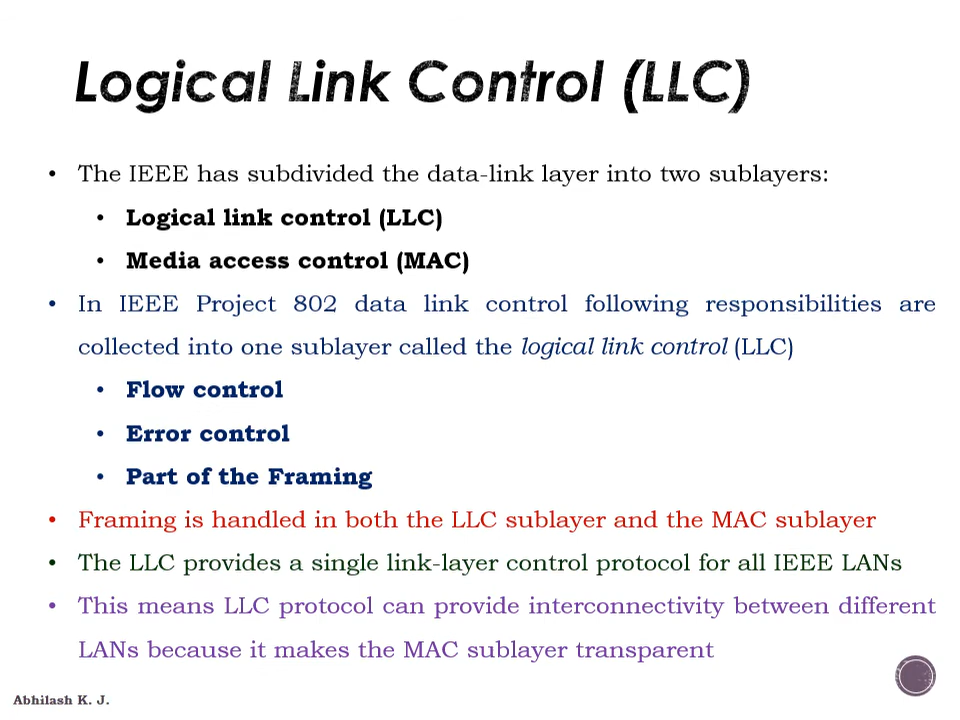 Logical Link Control (LLC)
• The IEEE has subdivided the data-link layer into two sublayers:
• Logical link control (LLC)
• Media access control (MAC)
• In IEEE Project 802 data link control following responsibilities are
collected into one sublayer called the logical link control (LLC)
• Flow control
• Error control
• Part of the Framing
• Framing is handled in both the LLC sublayer and the MAC sublayer
• The LLC provides a single link-layer control protocol for all IEEE LANs
• This means LLC protocol can provide interconnectivity between different
LANs because it makes the MAC sublayer transparent
Abhilash K. J.